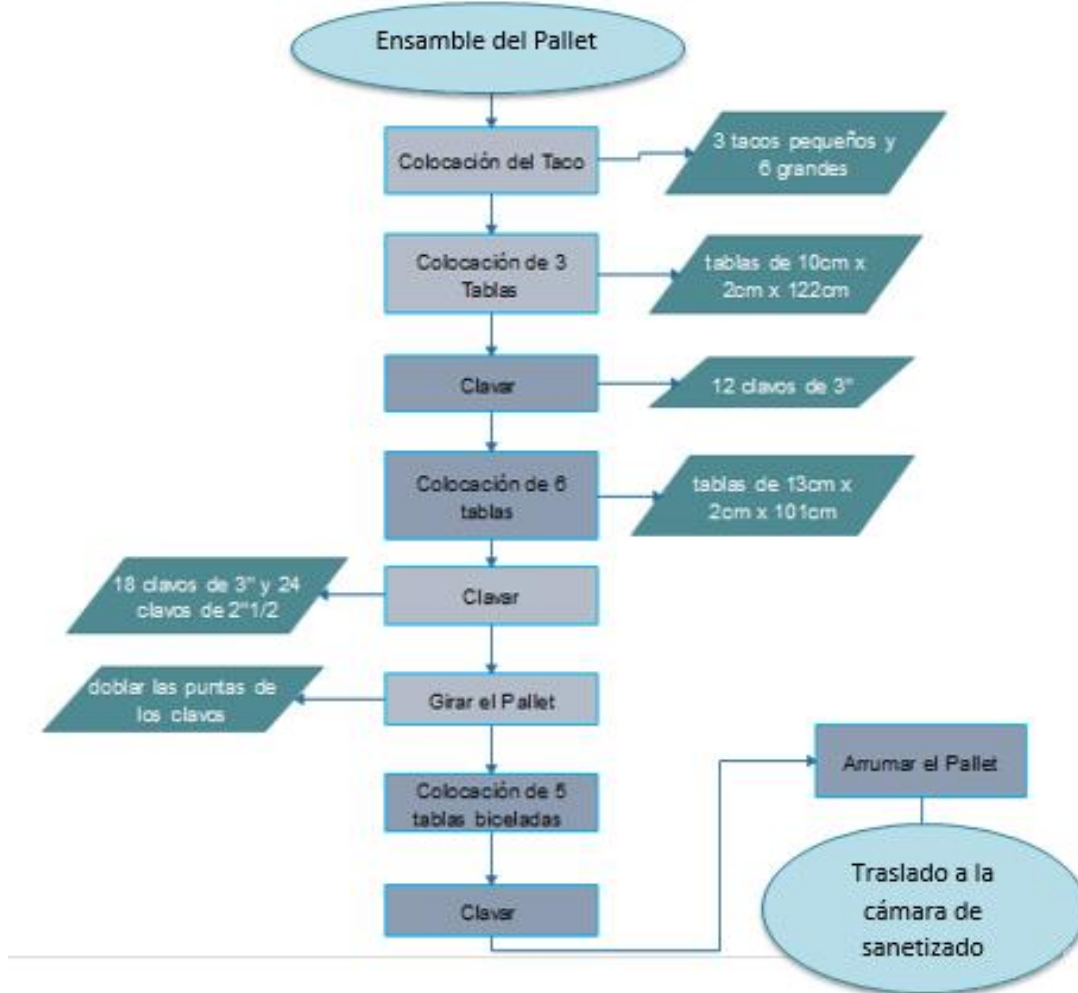 Ensamble del Pallet
Colocación del Taco
3 tacos pequeños y
6 grandes
Colocación de 3
Tablas
tablas de 10cm x
2cm x 122cm
Clavar
12 clavos de 3"
Colocación de 6
tablas
tablas de 13cm x
2cm x 101cm
18 clavos de 3" y 24
clavos de 2"1/2
Clavar
doblar las puntas de
los clavos
Girar el Pallet
Colocación de 5
tablas biceladas
Clavar
Arrumar el Pallet
Traslado a la
cámara de
sanetizado